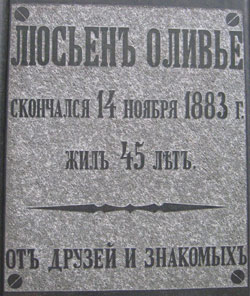 ЛЮСЬЕНЪ ОЛИВЬЕ
СКОНЧАЛСЯ 14 НОЯБРЯ 1883 Г.
ЖИЛЪ 45 ЛѢТЪ.
ОТЪ ДРУЗЕЙ И ЗНАКОМЫХЪ